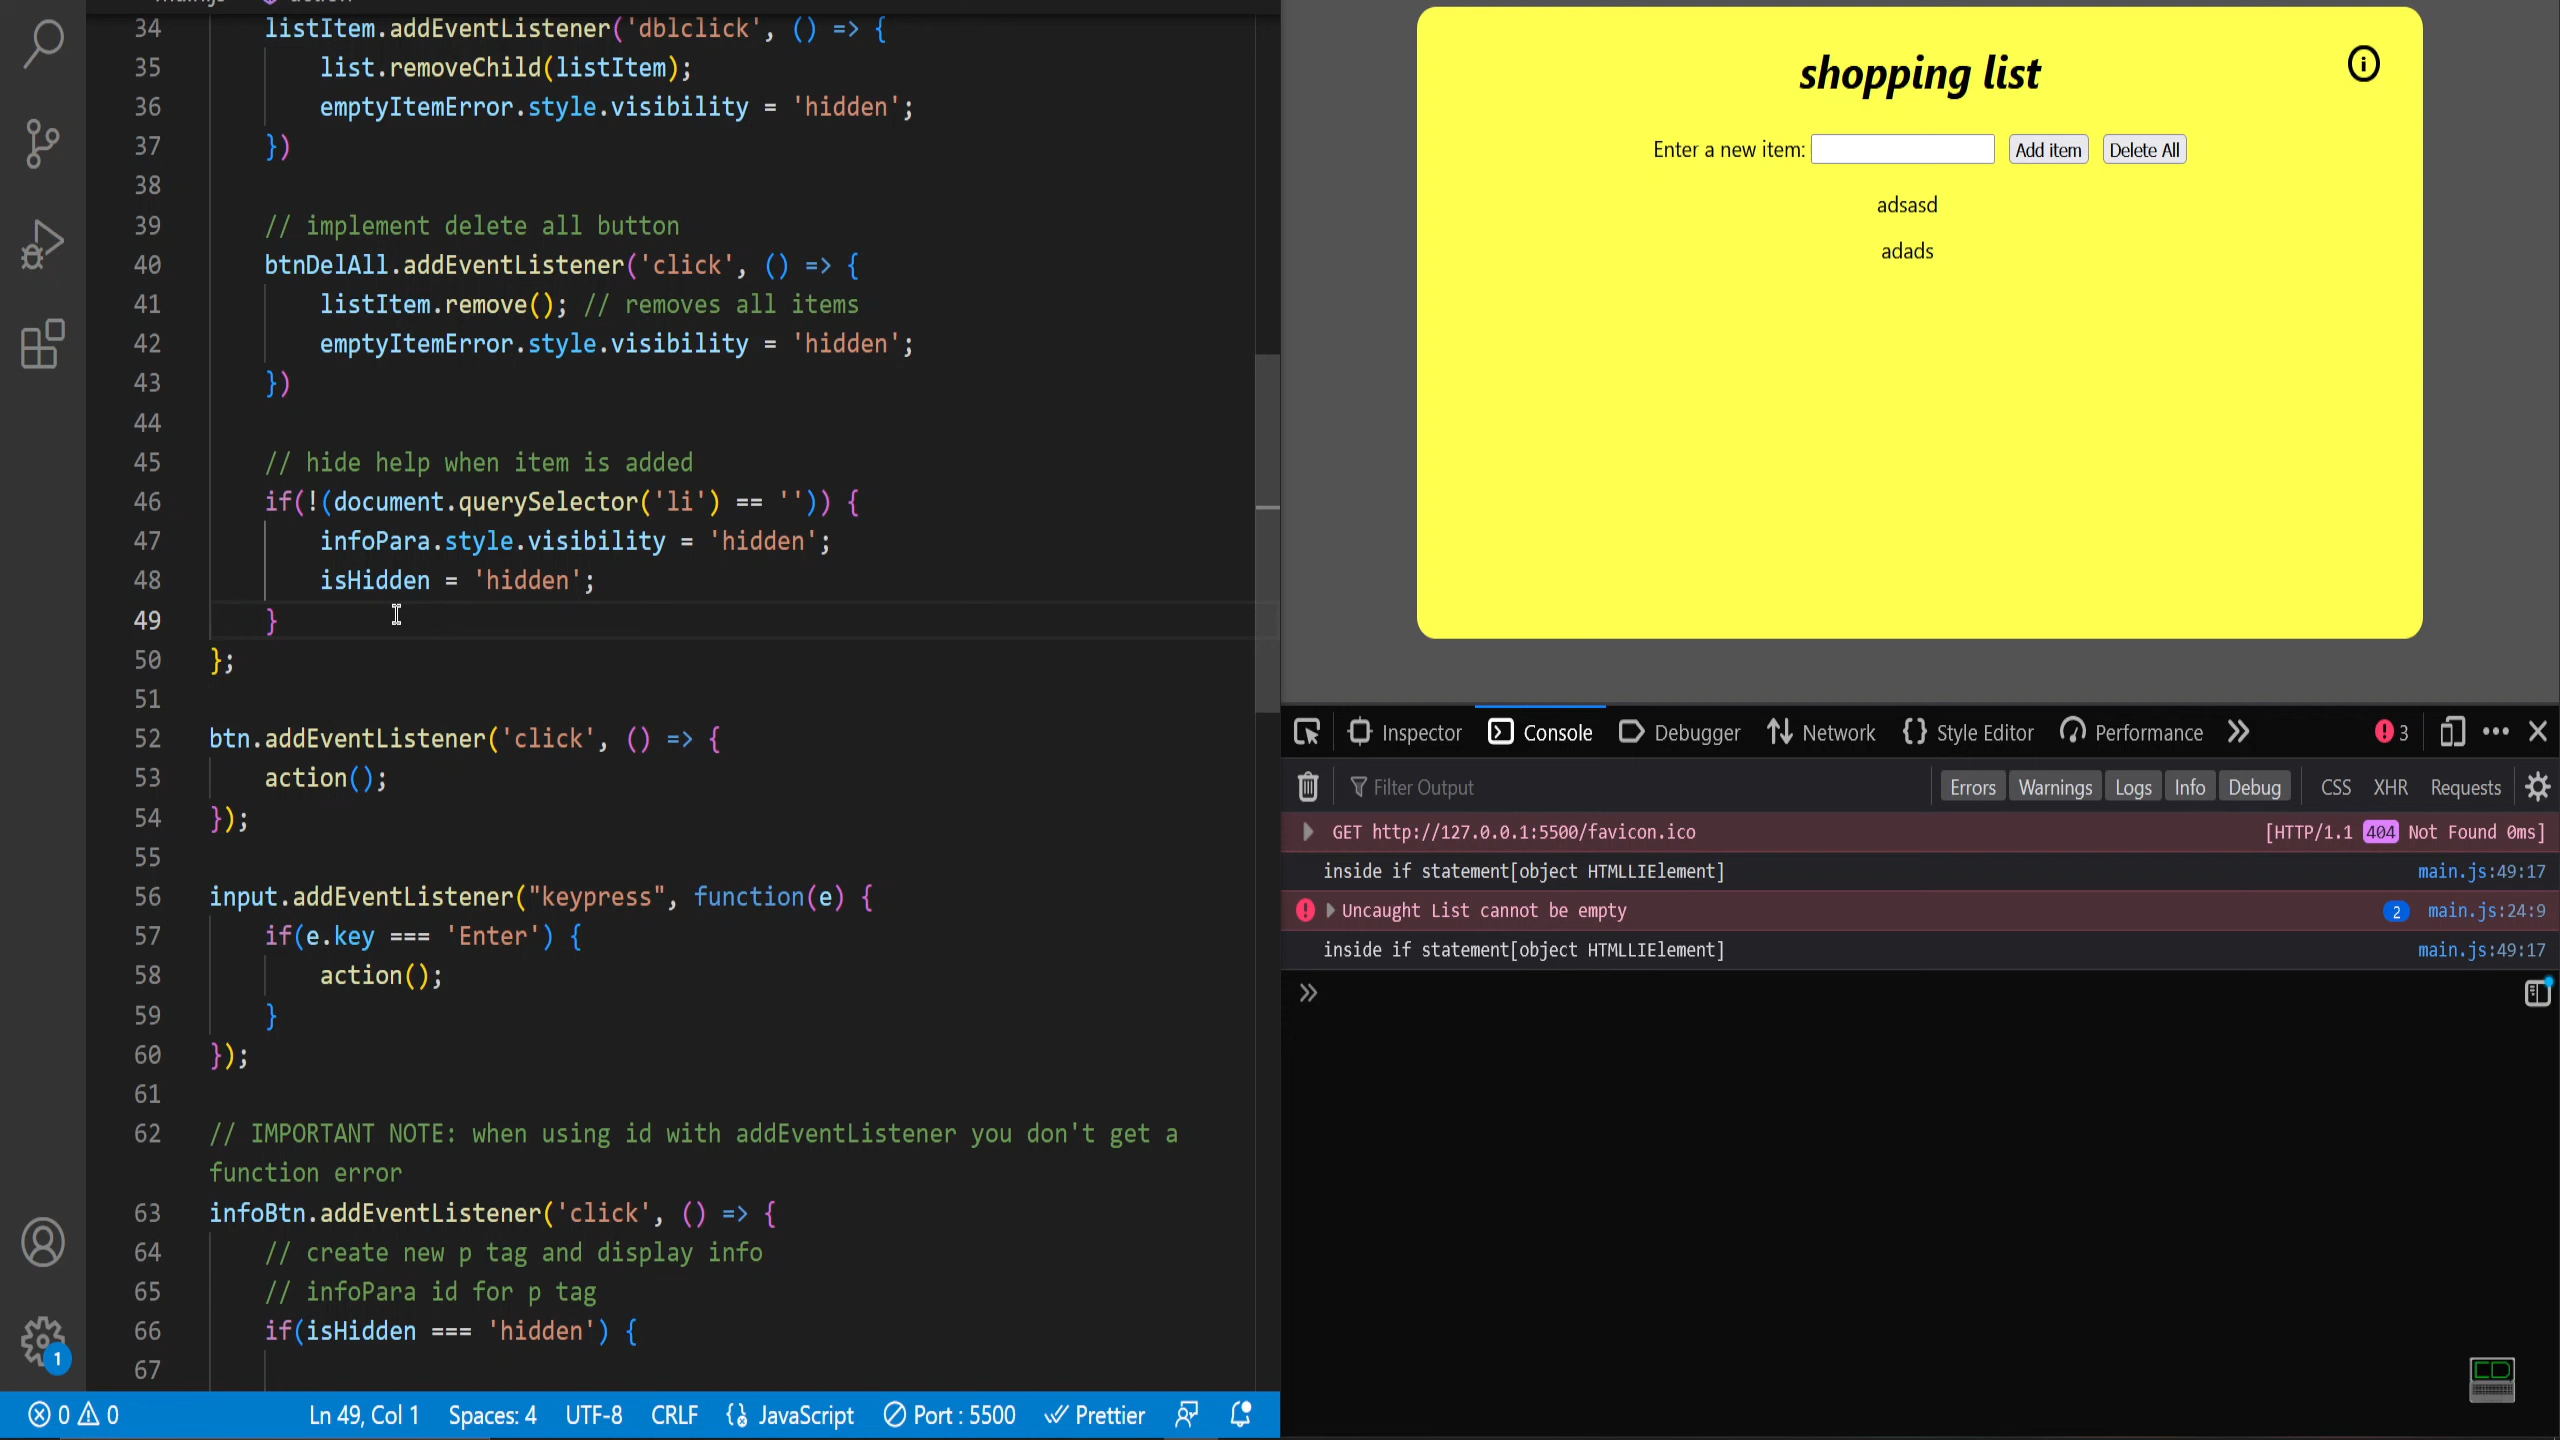 34 listItem.addEventListener('dblclick', () => {
35 list.removeChild(listItem);
36 emptyItemError.style.visibility = 'hidden';
37 })
38
39 // implement delete all button
40 btnDelAll.addEventListener('click', () => {
41 listItem.remove(); // removes all items
42 emptyItemError.style.visibility = 'hidden';
43 })
44
45 // hide help when item is added
46 if(!(document.querySelector('li') == '')) {
47 infoPara.style.visibility = 'hidden';
48 isHidden = 'hidden';
49 }
50 };
51
52 btn.addEventListener('click', () => {
53 action();
54 });
55
56 input.addEventListener("keypress", function(e) {
57 if(e.key === 'Enter') {
58 action();
59 }
60 });
61
62 // IMPORTANT NOTE: when using id with addEventListener you don't get a
function error
63 infoBtn.addEventListener('click', () => {
64 // create new p tag and display info
65 // infoPara id for p tag
66 if(isHidden === 'hidden') {
67
1
0 0 Ln 49, Col 1 Spaces: 4 UTF-8 CRLF JavaScript Port : 5500 Prettier
shopping list
Enter a new item: Add item Delete All
adsasd
adads
Inspector Console Debugger Network Style Editor Performance 3
Filter Output Errors Warnings Logs Info Debug CSS XHR Requests
GET http://127.0.0.1:5500/favicon.ico [HTTP/1.1 404 Not Found 0ms]
inside if statement[object HTMLLIElement] main.js:49:17
Uncaught List cannot be empty 2 main.js:24:9
inside if statement[object HTMLLIElement] main.js:49:17
CD